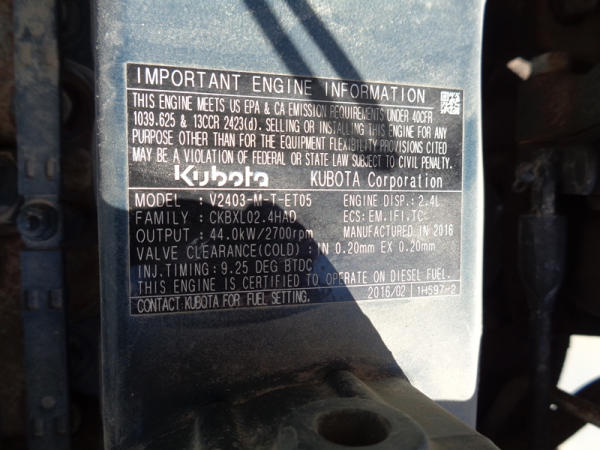 IMPORTANT ENGINE INFORMATION
THIS ENGINE MEETS US EPA & CA EMISSION REQUIREMENTS UNDER 40CFR
1039.625 & 13CCR 2423(d). SELLING OR INSTALLING THIS ENGINE FOR ANY
PURPOSE OTHER THAN FOR THE EQUIPMENT FLEXIBILITY PROVISIONS CITED
MAY BE A VIOLATION OF FEDERAL OR STATE LAW SUBJECT TO CIVIL PENALTY.
Kubota KUBOTA Corporation
MODEL : V2403-M-T-ET05 ENGINE DISP.: 2.4L
FAMILY : CKBXL02.4HAD ECS: EM.IFI.TC
OUTPUT : 44.0kW/2700rpm MANUFACTURED IN 2016
VALVE CLEARANCE(COLD) : IN 0.20mm EX 0.20mm
INJ.TIMING: 9.25 DEG BTDC
THIS ENGINE IS CERTIFIED TO OPERATE ON DIESEL FUEL.
CONTACT KUBOTA FOR FUEL SETTING. 2016/02 1H597-2